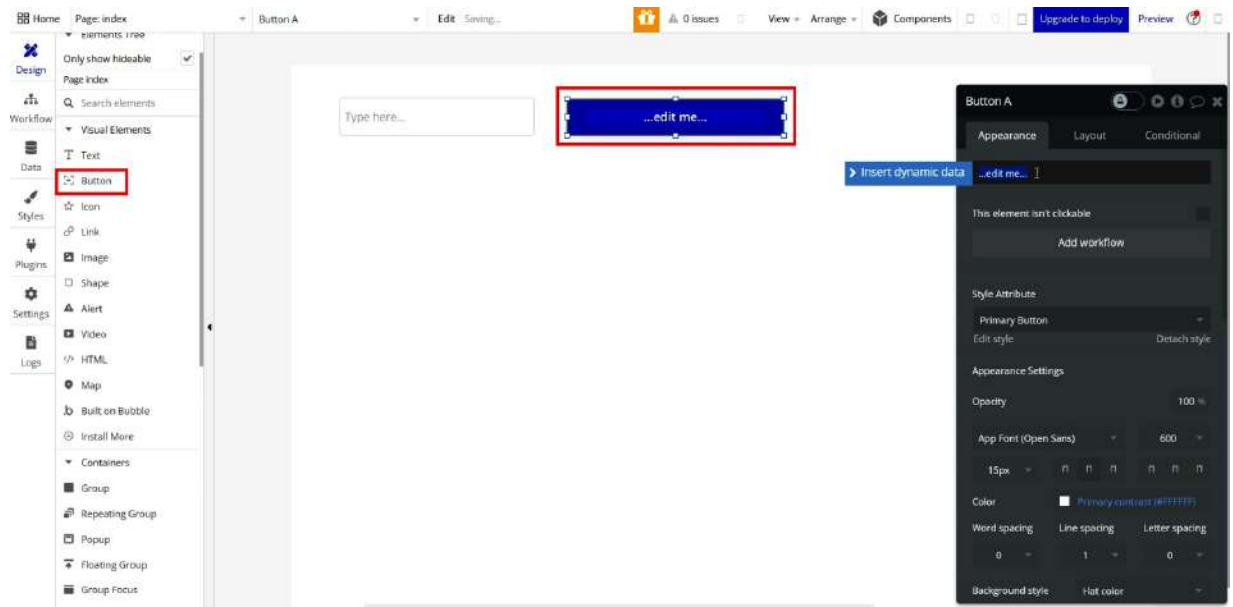 Home Page: index Button A Edit Saving... 0 issues View Arrange Components Upgrade to deploy Preview
Elements Tree
Only show hideable
Page index
Search elements
Visual Elements
Text
Button
Icon
Link
Image
Shape
Alert
Video
HTML
Map
Built on Bubble
Install More
Containers
Group
Repeating Group
Popup
Floating Group
Group Focus
Design
Workflow
Data
Styles
Plugins
Settings
Logs
Type here...
...edit me...
Button A
Appearance Layout Conditional
Insert dynamic data ...edit me...
This element isn't clickable
Add workflow
Style Attribute
Primary Button
Edit style Detach style
Appearance Settings
Opacity 100 %
App Font (Open Sans) 600
15px
Color Primary contrast (#FFFFFF)
Word spacing Line spacing Letter spacing
0 1 0
Background style Flat color